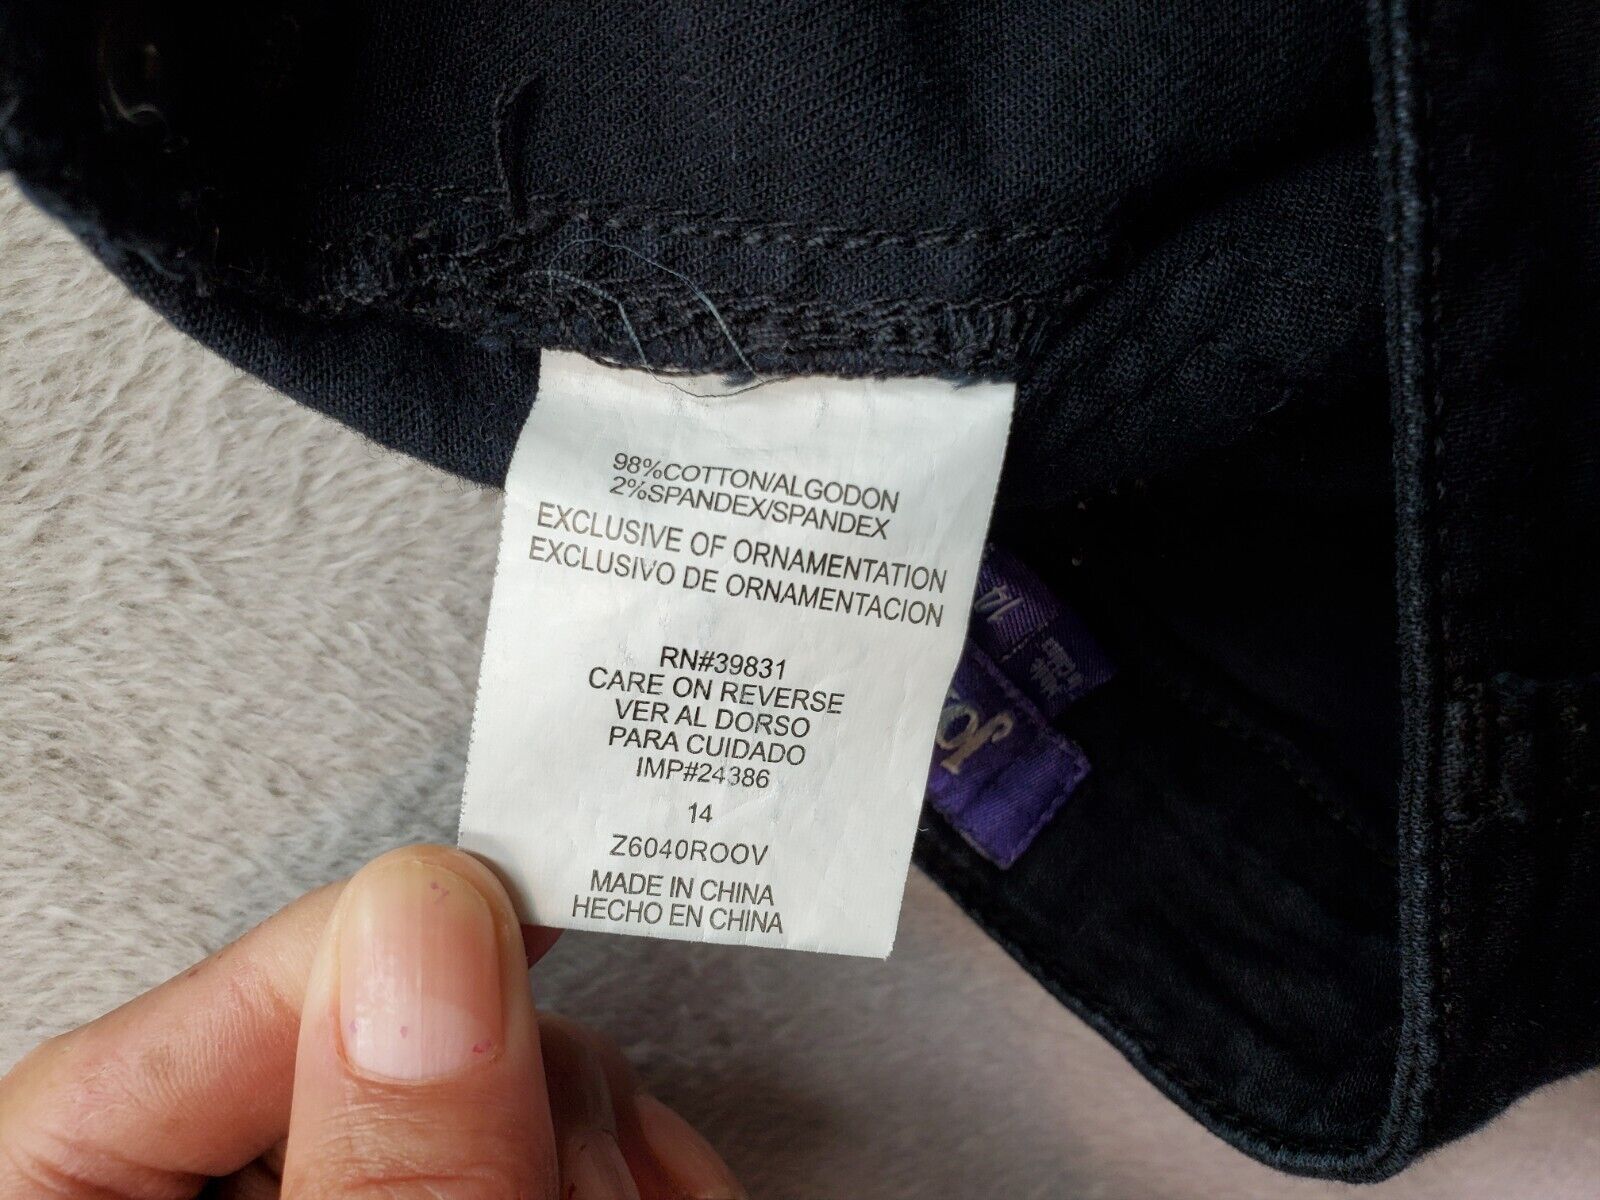 98%COTTON/ALGODON
2%SPANDEX/SPANDEX
EXCLUSIVE OF ORNAMENTATION
EXCLUSIVO DE ORNAMENTACION
RN#39831
CARE ON REVERSE
VER AL DORSO
PARA CUIDADO
IMP#24386
14
Z6040ROOV
MADE IN CHINA
HECHO EN CHINA
14